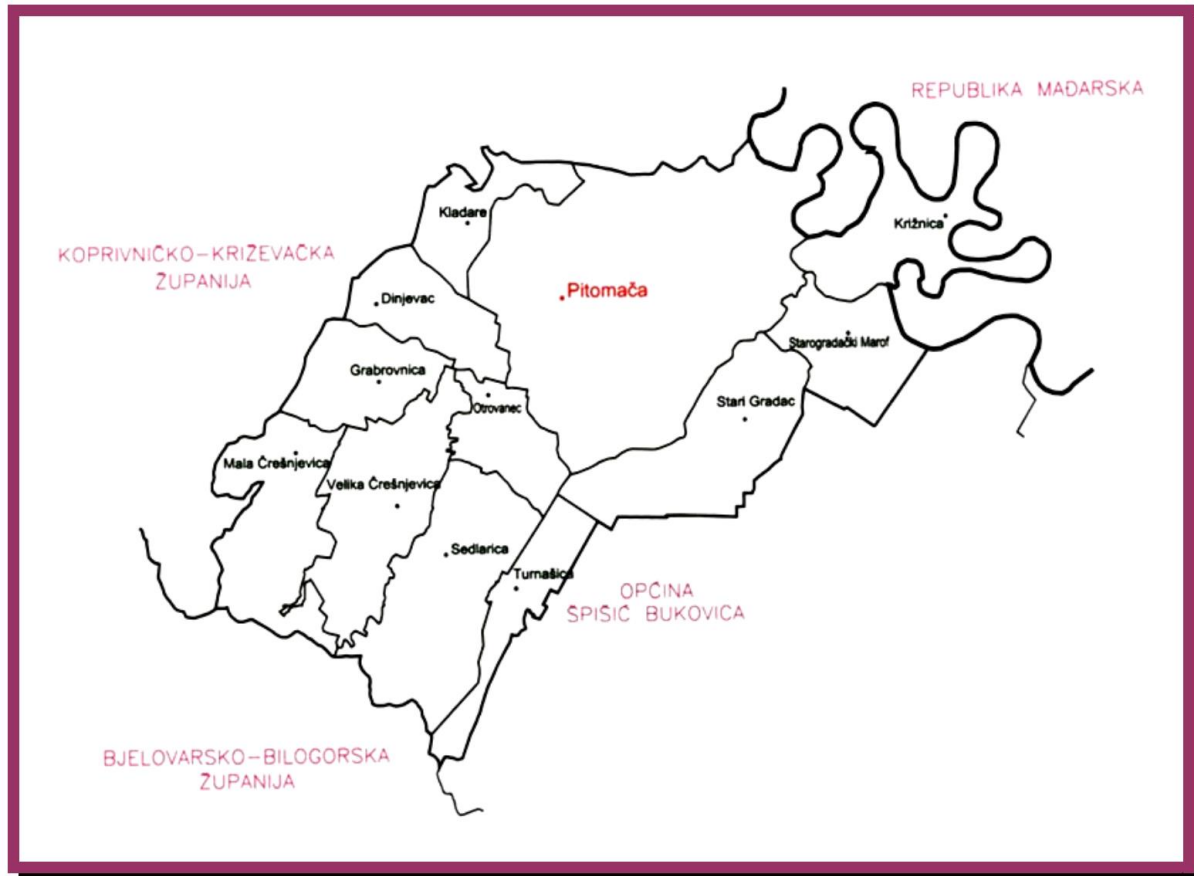 REPUBLIKA MAĐARSKA
Kladare
Križnica
KOPRIVNIČKO-KRIŽEVAČKA
ŽUPANIJA
Pitomača
Dinjevac
Starogradački Marof
Grabrovnica
Otrovanec
Stari Gradac
Mala Črešnjevica
Velika Črešnjevica
Sedlarica
Turnašica
OPĆINA
ŠPIŠIĆ BUKOVICA
BJELOVARSKO-BILOGORSKA
ŽUPANIJA